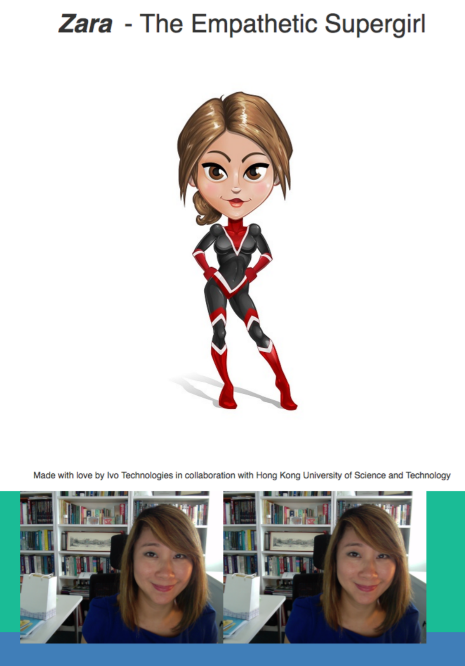 Zara - The Empathetic Supergirl
Made with love by Ivo Technologies in collaboration with Hong Kong University of Science and Technology